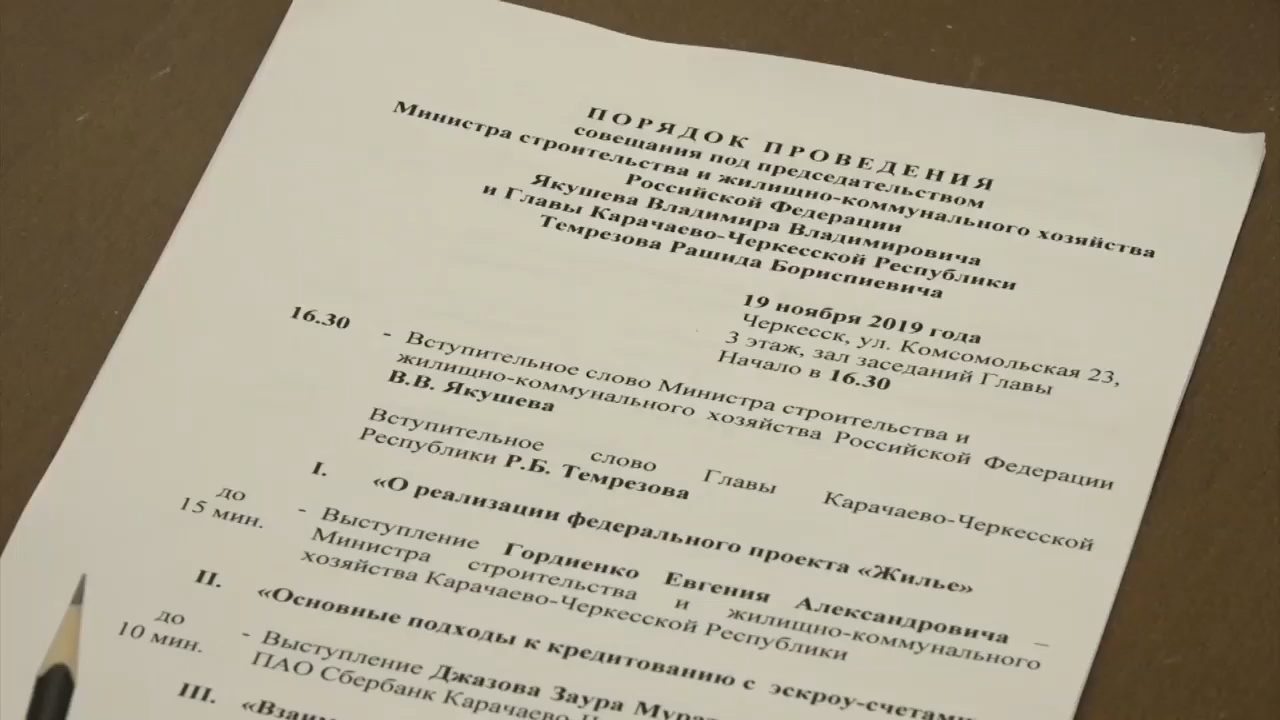 ПОРЯДОК ПРОВЕДЕНИЯ
совещания под председательством
Министра строительства и жилищно-коммунального хозяйства
Российской Федерации
Якушева Владимира Владимировича
и Главы Карачаево-Черкесской Республики
Темрезова Рашида Бориспиевича
19 ноября 2019 года
Черкесск, ул. Комсомольская 23,
3 этаж, зал заседаний Главы
Начало в 16.30
16.30 - Вступительное слово Министра строительства и
жилищно-коммунального хозяйства Российской Федерации
В.В. Якушева
Вступительное слово Главы Карачаево-Черкесской
Республики Р.Б. Темрезова
I. «О реализации федерального проекта «Жилье»
до
15 мин. - Выступление Гордиенко Евгения Александровича –
Министра строительства и жилищно-коммунального
хозяйства Карачаево-Черкесской Республики
II. «Основные подходы к кредитованию с эскроу-счетами
до
10 мин. - Выступление Джазова Заура
ПАО Сбербанк Карачаево-
III.